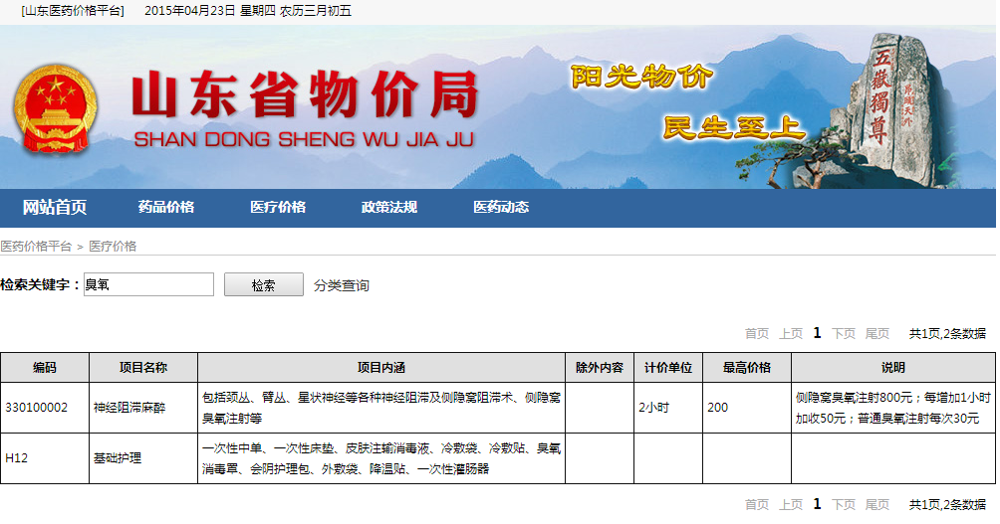 [山东医药价格平台] 2015年04月23日 星期四 农历三月初五
山东省物价局
SHAN DONG SHENG WU JIA JU
阳光物价
民生至上
五嶽獨尊
昂頭天外
网站首页 药品价格 医疗价格 政策法规 医药动态
医药价格平台 > 医疗价格
检索关键字：臭氧 检索 分类查询
首页 上页 1 下页 尾页 共1页,2条数据
编码 项目名称 项目内涵 除外内容 计价单位 最高价格 说明
330100002 神经阻滞麻醉 包括颈丛、臂丛、星状神经等各种神经阻滞及侧隐窝阻滞术、侧隐窝臭氧注射等 2小时 200 侧隐窝臭氧注射800元；每增加1小时加收50元；普通臭氧注射每次30元
H12 基础护理 一次性中单、一次性床垫、皮肤注输消毒液、冷敷袋、冷敷贴、臭氧消毒罩、会阴护理包、外敷袋、降温贴、一次性灌肠器
首页 上页 1 下页 尾页 共1页,2条数据